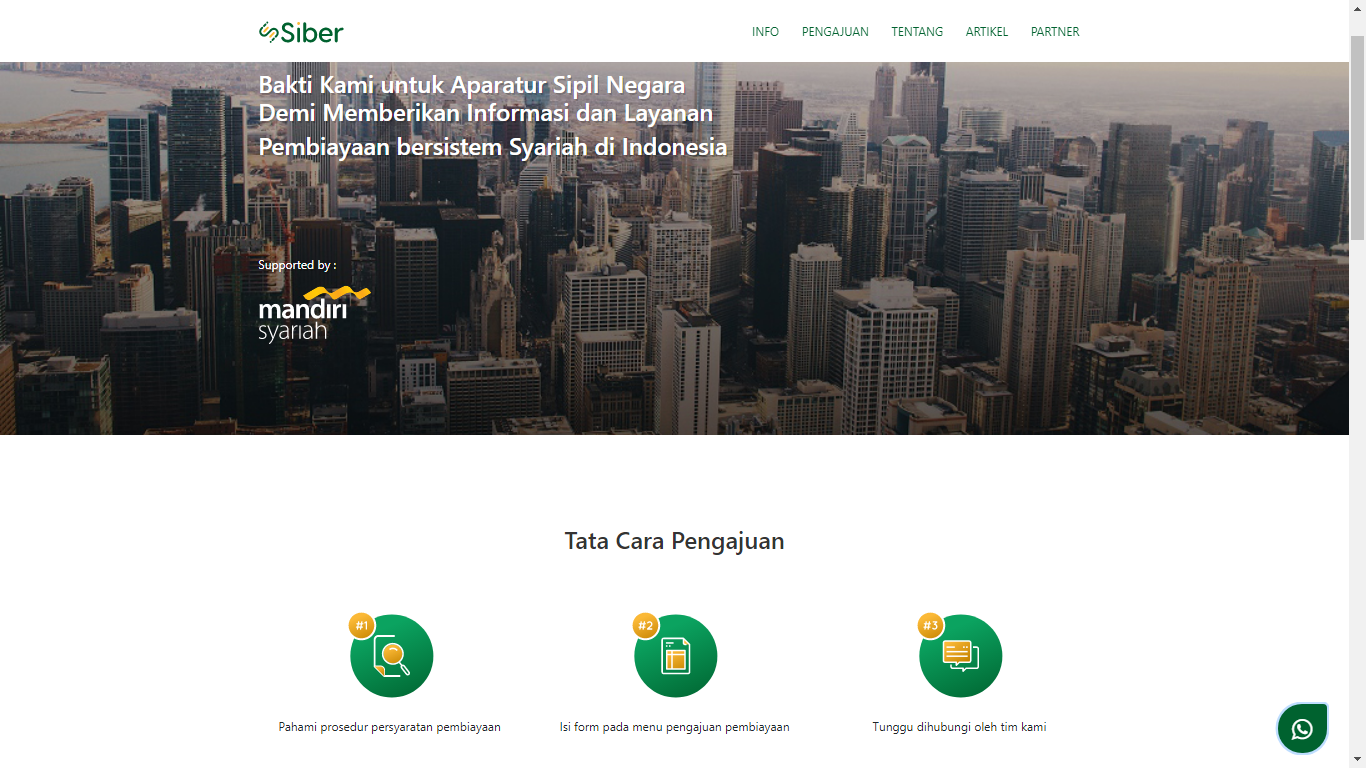 Siber
INFO PENGAJUAN TENTANG ARTIKEL PARTNER
Bakti Kami untuk Aparatur Sipil Negara
Demi Memberikan Informasi dan Layanan
Pembiayaan bersistem Syariah di Indonesia
Supported by :
mandiri
syariah
Tata Cara Pengajuan
#1 #2 #3
Pahami prosedur persyaratan pembiayaan
Isi form pada menu pengajuan pembiayaan
Tunggu dihubungi oleh tim kami